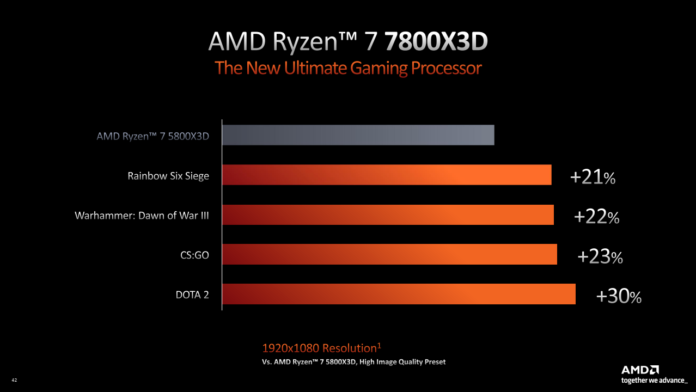 AMD Ryzen™ 7 7800X3D
The New Ultimate Gaming Processor
AMD Ryzen™ 7 5800X3D
Rainbow Six Siege +21%
Warhammer: Dawn of War III +22%
CS:GO +23%
DOTA 2 +30%
1920x1080 Resolution¹
Vs. AMD Ryzen™ 7 5800X3D, High Image Quality Preset
42
AMD
together we advance_